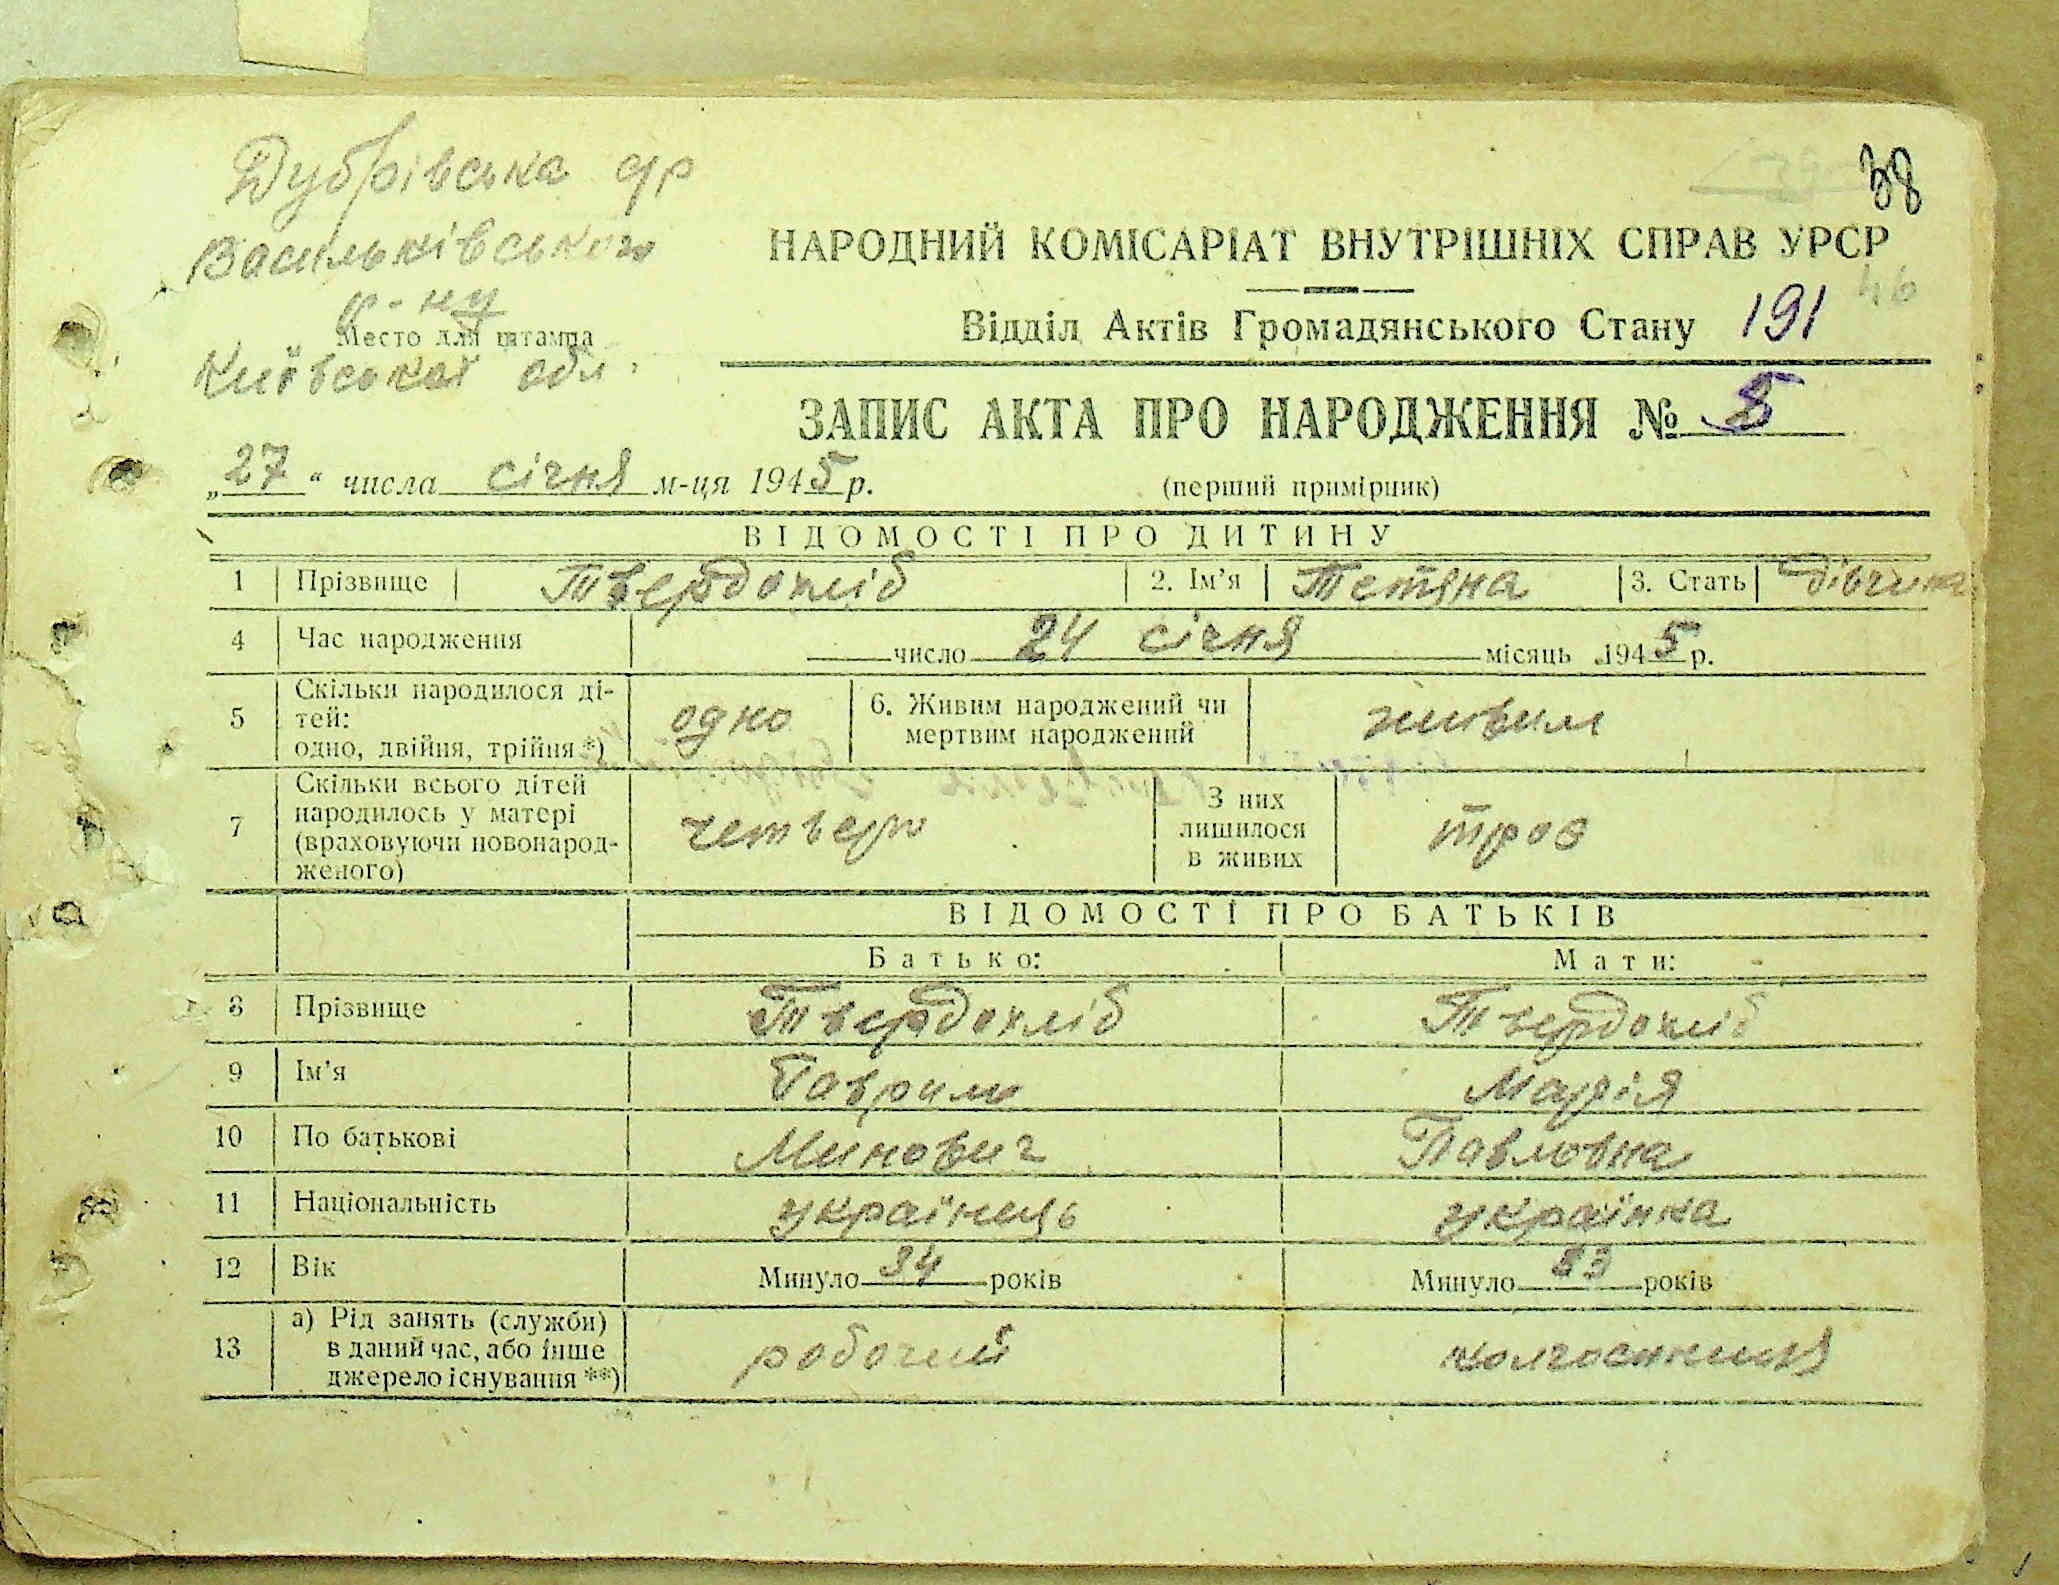 Дубрівська с/р
Васильківського
р-ну
Место для штампа
Київської обл.
38
НАРОДНИЙ КОМІСАРІАТ ВНУТРІШНІХ СПРАВ УРСР
46
Відділ Актів Громадянського Стану 191
ЗАПИС АКТА ПРО НАРОДЖЕННЯ № 5
„27“ числа січня м-ця 1945 р. (перший примірник)
ВІДОМОСТІ ПРО ДИТИНУ
1 Прізвище Твердохліб 2. Ім’я Тетяна 3. Стать дівчина
4 Час народження число 24 січня місяць 1945 р.
5 Скільки народилося ді-
тей:
одно, двійня, трійня *) одно 6. Живим народжений чи
мертвим народжений живим
7 Скільки всього дітей
народилось у матері
(враховуючи новонарод-
женого) четверо З них
лишилося
в живих троє
ВІДОМОСТІ ПРО БАТЬКІВ
Батько: Мати:
8 Прізвище Твердохліб Твердохліб
9 Ім’я Гаврило Марія
10 По батькові Минович Павловна
11 Національність українець українка
12 Вік Минуло 34 років Минуло 33 років
13 а) Рід занять (служби)
в даний час, або інше
джерело існування **) робочий колгоспниця